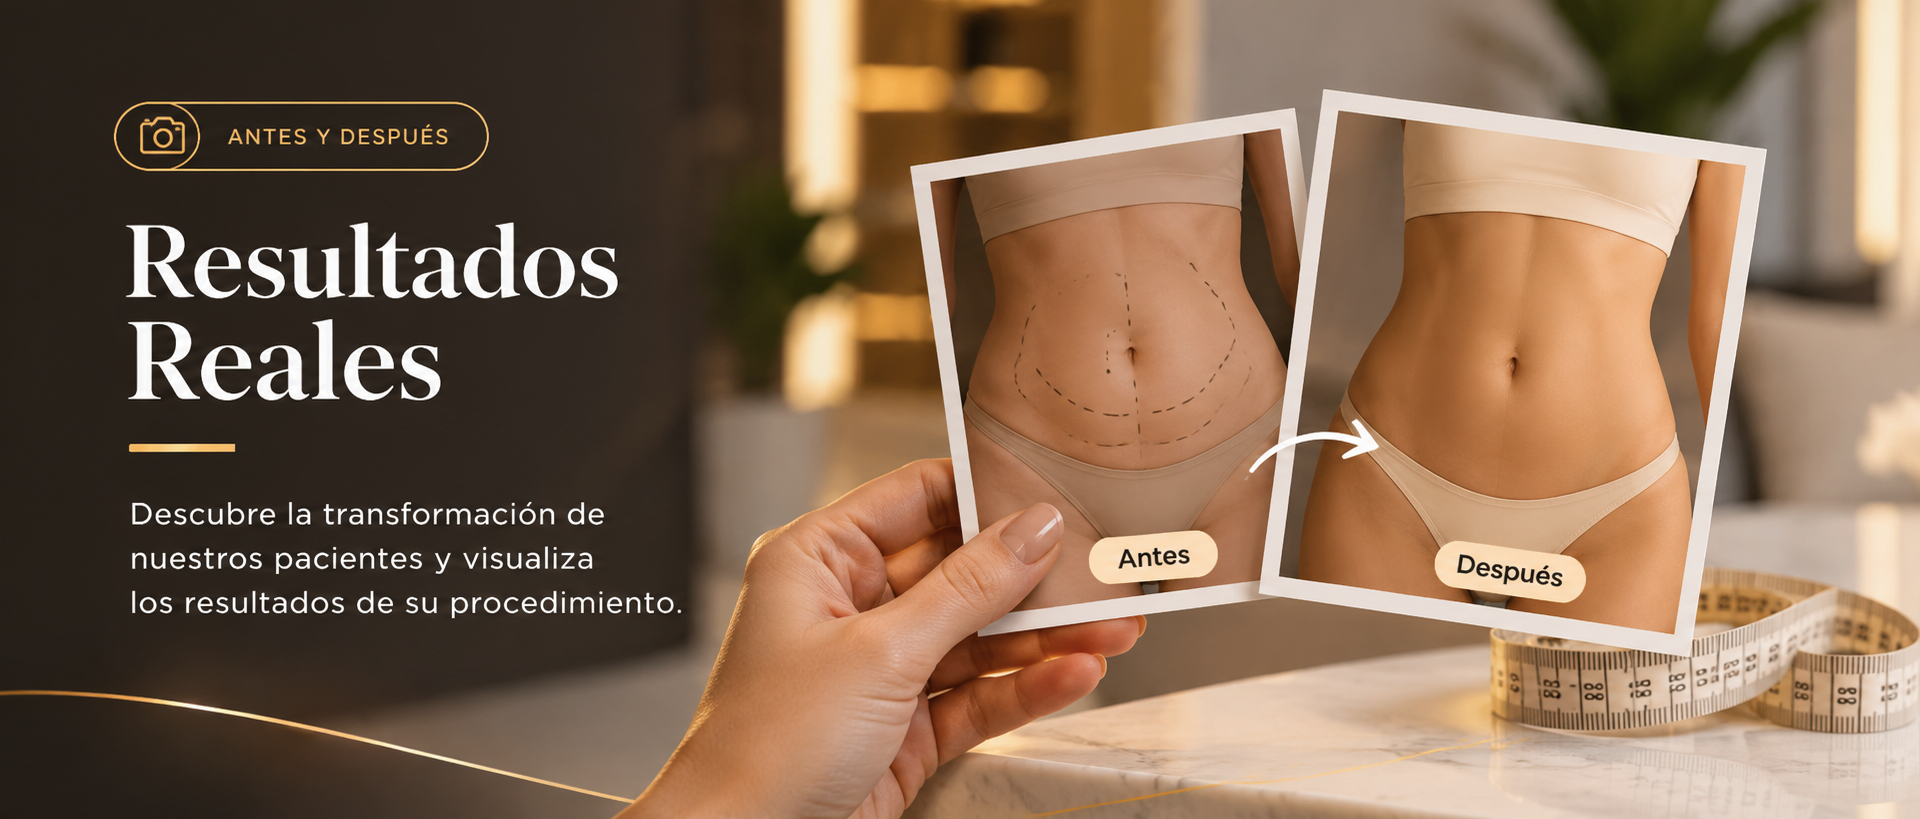 ANTES Y DESPUÉS
Resultados
Reales
Descubre la transformación de
nuestros pacientes y visualiza
los resultados de su procedimiento.
Antes
Después